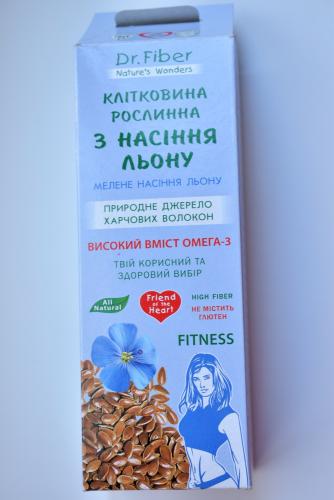 Dr.Fiber
Nature's Wonders
КЛІТКОВИНА
РОСЛИННА
З НАСІННЯ
ЛЬОНУ
МЕЛЕНЕ НАСІННЯ ЛЬОНУ
ПРИРОДНЕ ДЖЕРЕЛО
ХАРЧОВИХ ВОЛОКОН
ВИСОКИЙ ВМІСТ ОМЕГА-3
ТВІЙ КОРИСНИЙ ТА
ЗДОРОВИЙ ВИБІР
All
Natural
Friend
of the
Heart
HIGH FIBER
НЕ МІСТИТЬ
ГЛЮТЕН
FITNESS